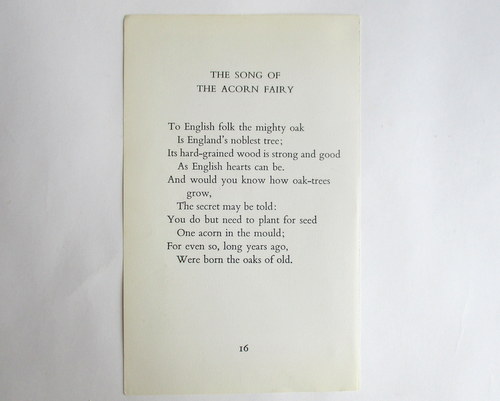 THE SONG OF
THE ACORN FAIRY
To English folk the mighty oak
Is England's noblest tree;
Its hard-grained wood is strong and good
As English hearts can be.
And would you know how oak-trees
grow,
The secret may be told:
You do but need to plant for seed
One acorn in the mould;
For even so, long years ago,
Were born the oaks of old.
16